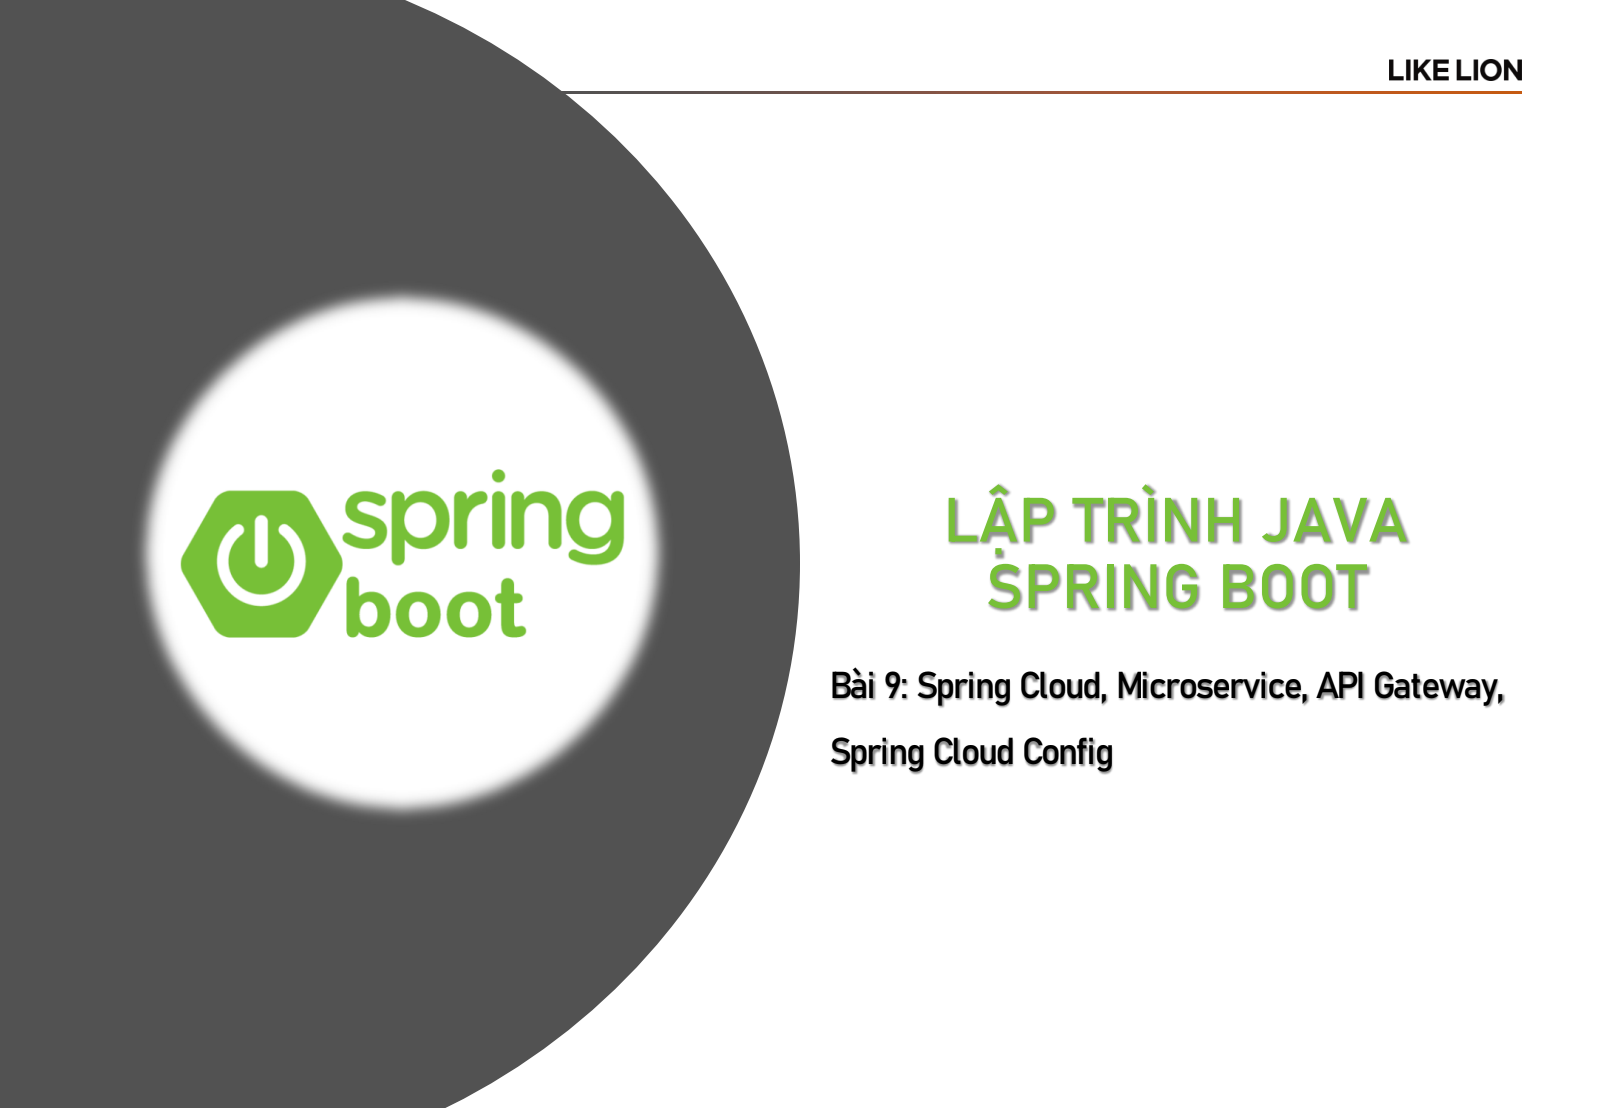 LIKE LION
spring
boot
LẬP TRÌNH JAVA
SPRING BOOT
Bài 9: Spring Cloud, Microservice, API Gateway,
Spring Cloud Config